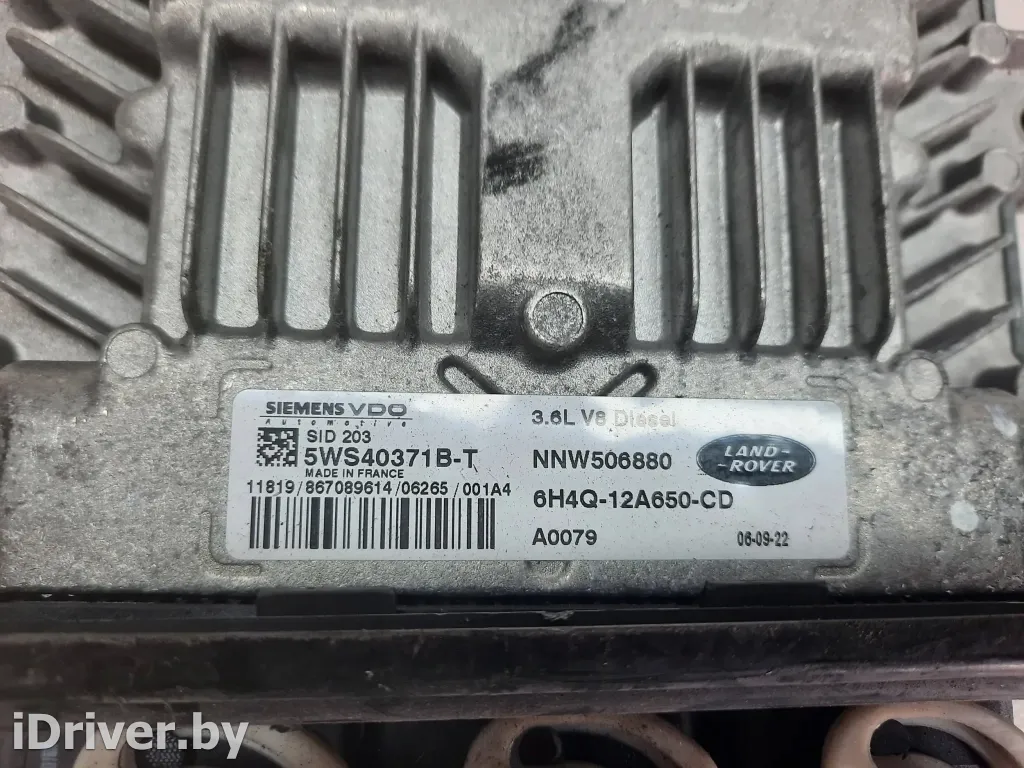 SIEMENS VDO
Automotive
SID 203
5WS40371B-T
MADE IN FRANCE
11819/867089614/06265/001A4
3.6L V8 Diesel
NNW506880
LAND-
-ROVER
6H4Q-12A650-CD
A0079
06-09-22
iDriver.by